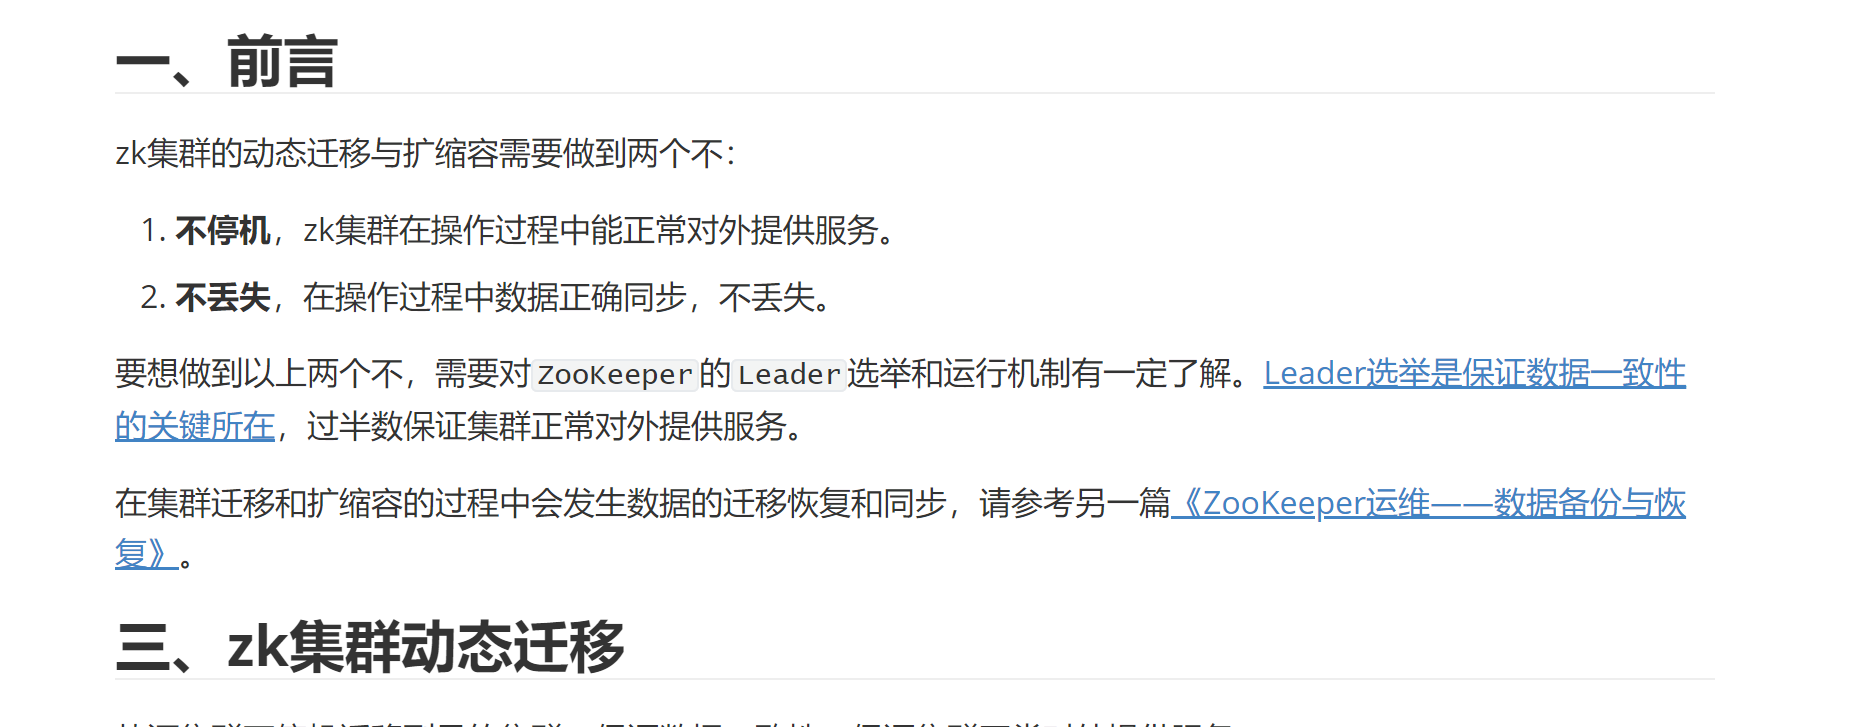 一、前言
zk集群的动态迁移与扩缩容需要做到两个不：
1. 不停机，zk集群在操作过程中能正常对外提供服务。
2. 不丢失，在操作过程中数据正确同步，不丢失。
要想做到以上两个不，需要对ZooKeeper的Leader选举和运行机制有一定了解。Leader选举是保证数据一致性
的关键所在，过半数保证集群正常对外提供服务。
在集群迁移和扩缩容的过程中会发生数据的迁移恢复和同步，请参考另一篇《ZooKeeper运维——数据备份与恢
复》。
三、zk集群动态迁移